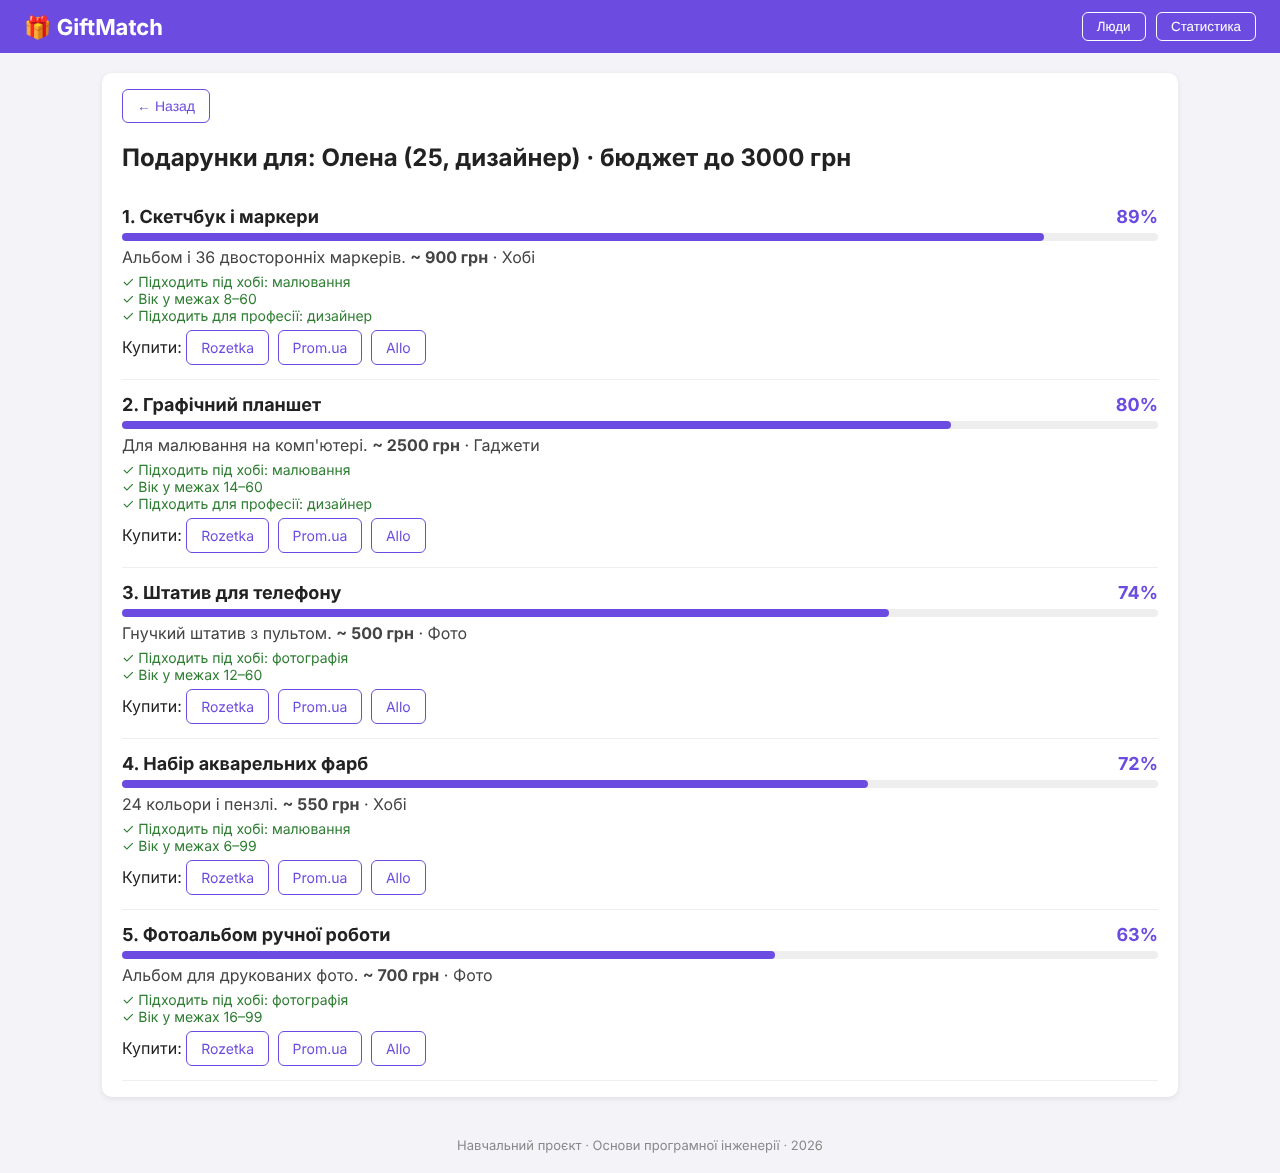 🎁 GiftMatch
Люди
Статистика
← Назад
Подарунки для: Олена (25, дизайнер) · бюджет до 3000 грн
1. Скетчбук і маркери 89%
Альбом і 36 двосторонніх маркерів. ~ 900 грн · Хобі
✓ Підходить під хобі: малювання
✓ Вік у межах 8–60
✓ Підходить для професії: дизайнер
Купити: Rozetka Prom.ua Allo
2. Графічний планшет 80%
Для малювання на комп'ютері. ~ 2500 грн · Гаджети
✓ Підходить під хобі: малювання
✓ Вік у межах 14–60
✓ Підходить для професії: дизайнер
Купити: Rozetka Prom.ua Allo
3. Штатив для телефону 74%
Гнучкий штатив з пультом. ~ 500 грн · Фото
✓ Підходить під хобі: фотографія
✓ Вік у межах 12–60
Купити: Rozetka Prom.ua Allo
4. Набір акварельних фарб 72%
24 кольори і пензлі. ~ 550 грн · Хобі
✓ Підходить під хобі: малювання
✓ Вік у межах 6–99
Купити: Rozetka Prom.ua Allo
5. Фотоальбом ручної роботи 63%
Альбом для друкованих фото. ~ 700 грн · Фото
✓ Підходить під хобі: фотографія
✓ Вік у межах 16–99
Купити: Rozetka Prom.ua Allo
Навчальний проєкт · Основи програмної інженерії · 2026